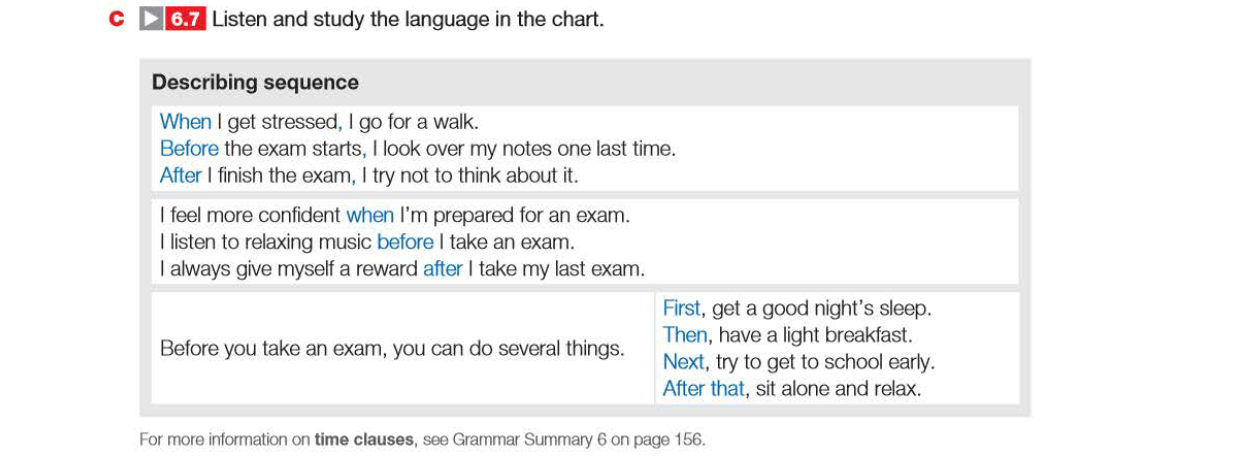 C 6.7 Listen and study the language in the chart.
Describing sequence
When I get stressed, I go for a walk.
Before the exam starts, I look over my notes one last time.
After I finish the exam, I try not to think about it.
I feel more confident when I'm prepared for an exam.
I listen to relaxing music before I take an exam.
I always give myself a reward after I take my last exam.
Before you take an exam, you can do several things.
First, get a good night's sleep.
Then, have a light breakfast.
Next, try to get to school early.
After that, sit alone and relax.
For more information on time clauses, see Grammar Summary 6 on page 156.